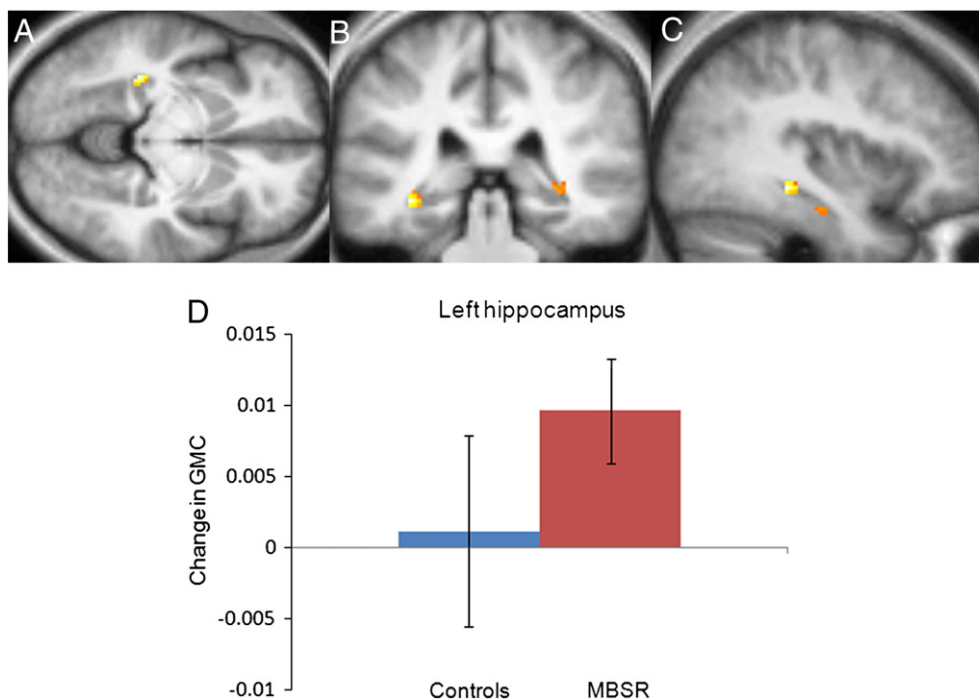 A
B
C
D
Left hippocampus
Change in GMC
0.015
0.01
0.005
0
-0.005
-0.01
Controls
MBSR